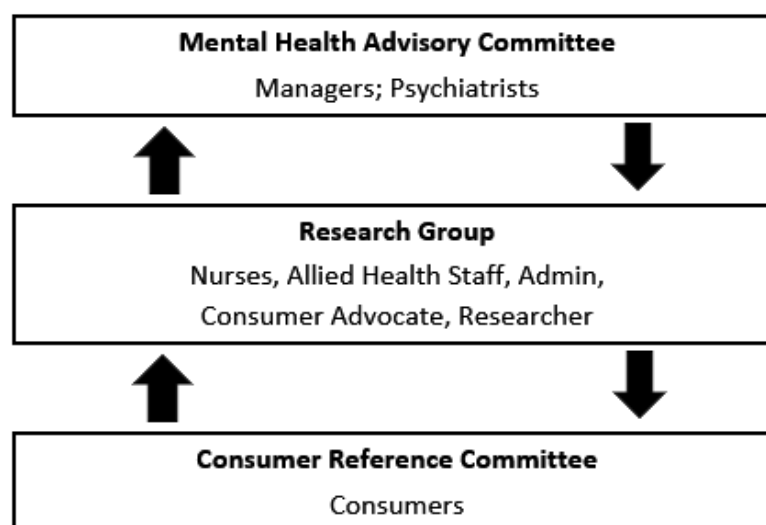 Mental Health Advisory Committee
Managers; Psychiatrists
Research Group
Nurses, Allied Health Staff, Admin,
Consumer Advocate, Researcher
Consumer Reference Committee
Consumers